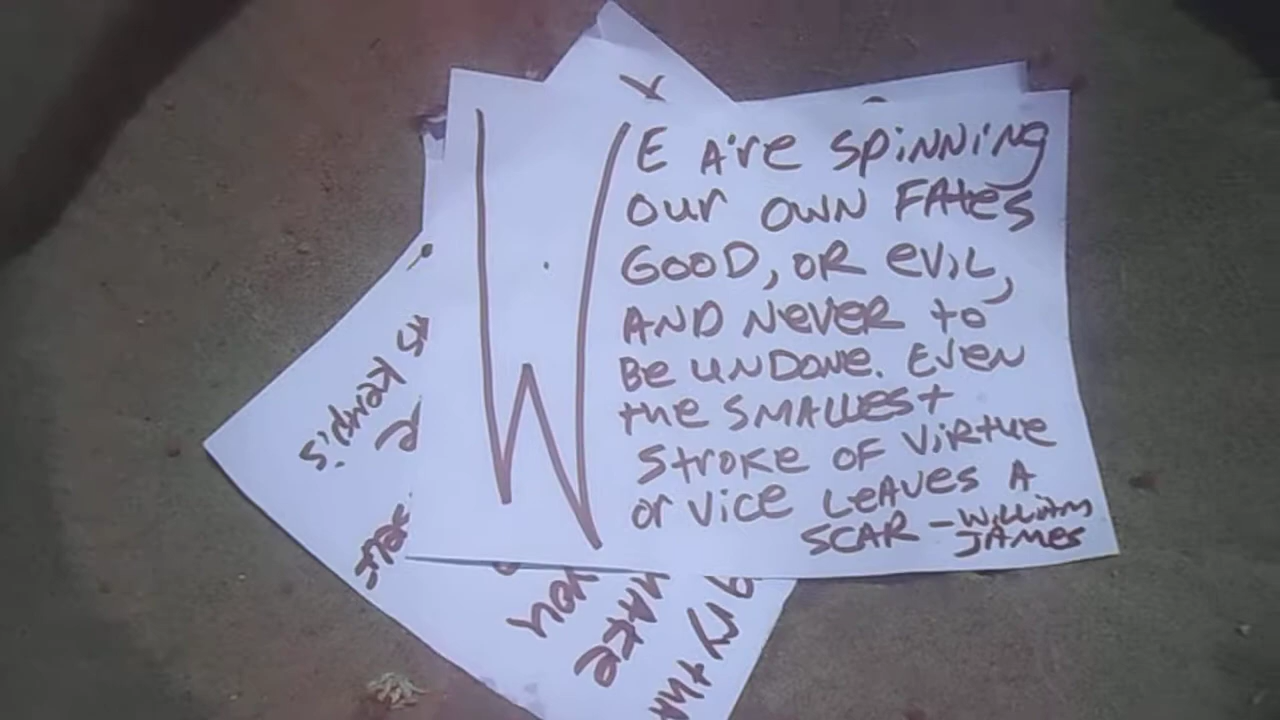 WE Are SpiNNiNg
our OWN FAteS
GOOD, OR eViL,
AND NeVeR to
Be uNDONe. EVeN
the SMALLeSt
StroKe OF VirtUe
or Vice LeAVeS A
SCAR - WiLLiAM
JAMeS
Kempis